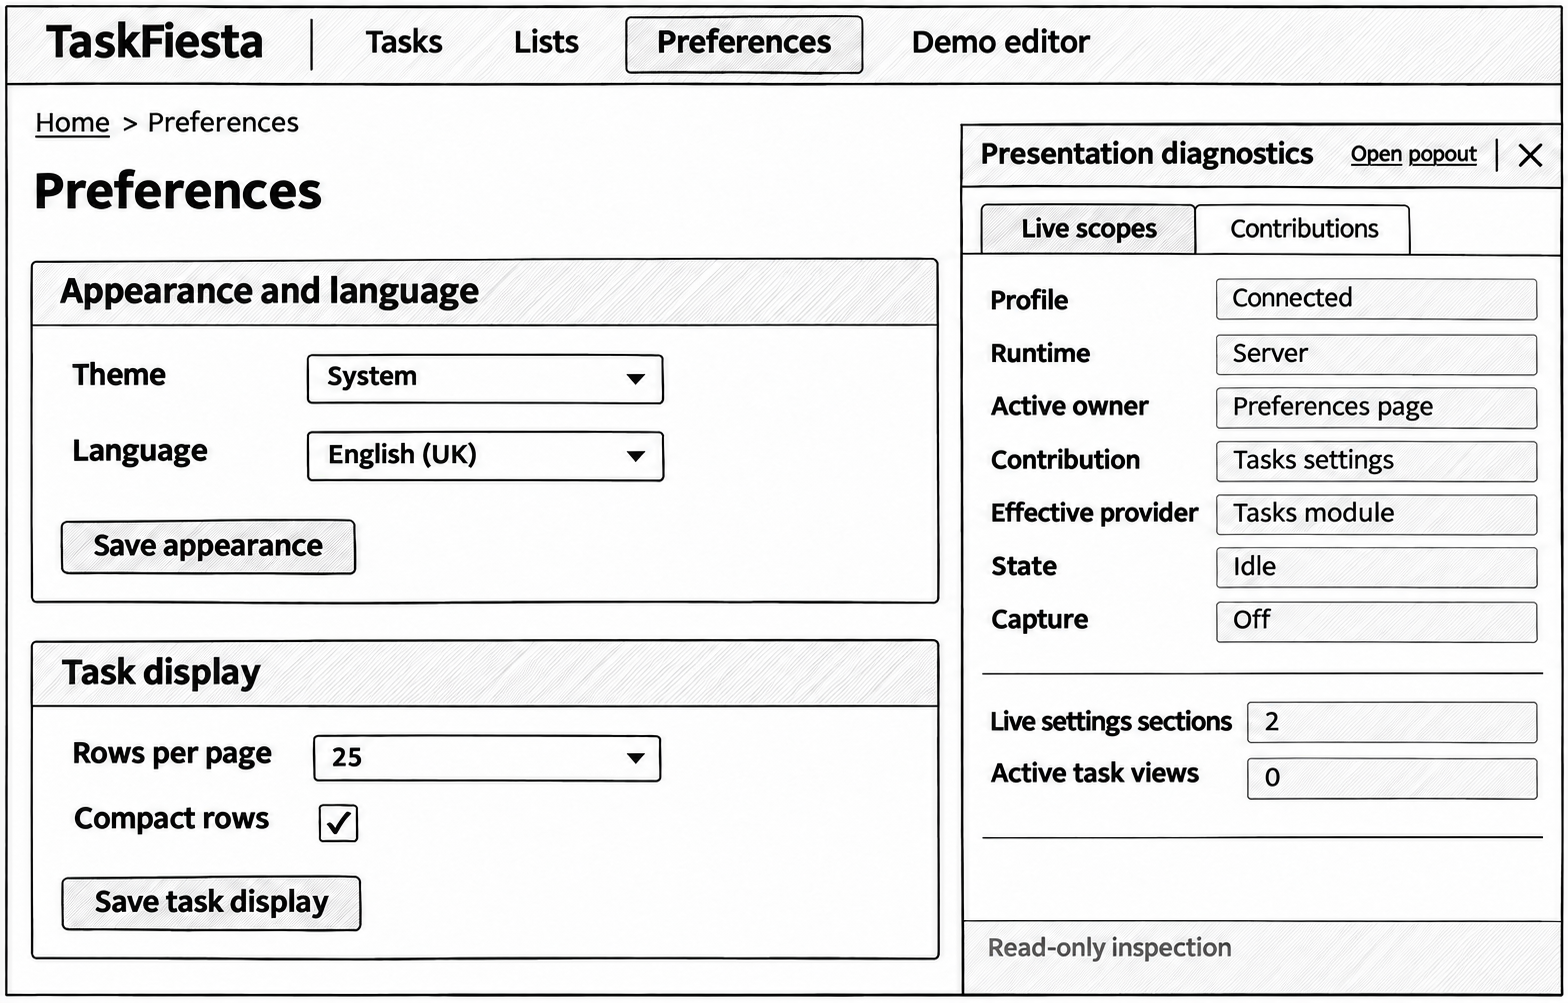 TaskFiesta
Tasks
Lists
Preferences
Demo editor
Home > Preferences
Preferences
Appearance and language
Theme
System
Language
English (UK)
Save appearance
Task display
Rows per page
25
Compact rows
Save task display
Presentation diagnostics
Open popout
Live scopes
Contributions
Profile
Connected
Runtime
Server
Active owner
Preferences page
Contribution
Tasks settings
Effective provider
Tasks module
State
Idle
Capture
Off
Live settings sections
2
Active task views
0
Read-only inspection